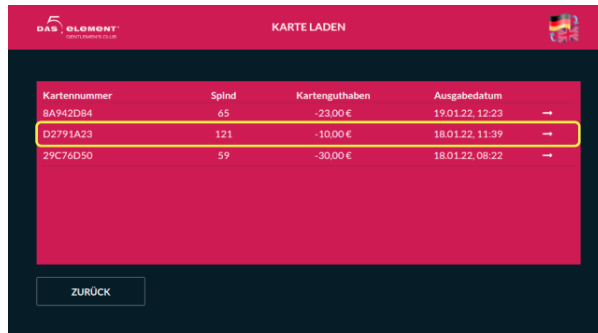 DAS ELEMENT
GENTLEMEN'S CLUB
KARTE LADEN
Kartennummer Spind Kartenguthaben Ausgabedatum
8A942D84 65 -23,00 € 19.01.22, 12:23 →
D2791A23 121 -10,00 € 18.01.22, 11:39 →
29C76D50 59 -30,00 € 18.01.22, 08:22 →
ZURÜCK